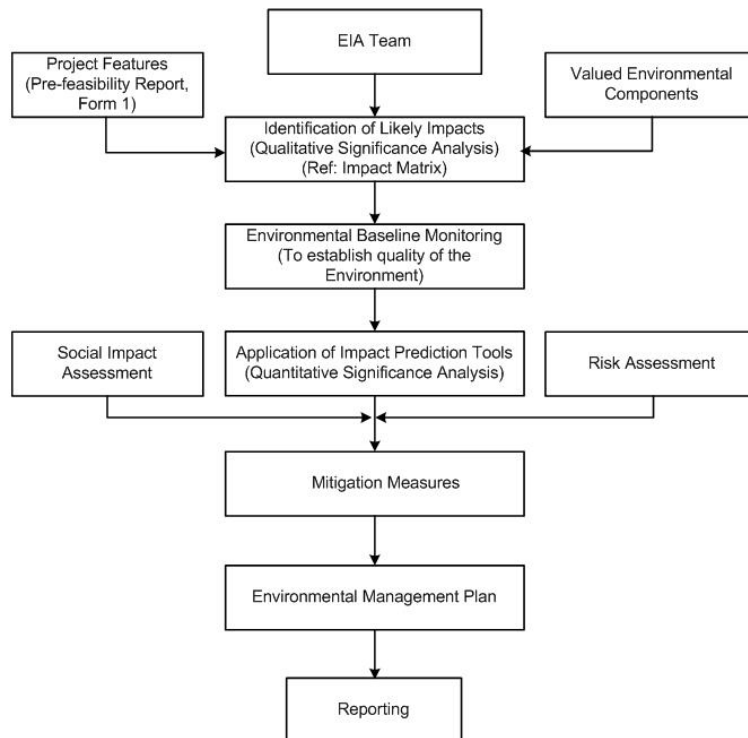 EIA Team
Project Features
(Pre-feasibility Report,
Form 1)
Valued Environmental
Components
Identification of Likely Impacts
(Qualitative Significance Analysis)
(Ref: Impact Matrix)
Environmental Baseline Monitoring
(To establish quality of the
Environment)
Social Impact
Assessment
Application of Impact Prediction Tools
(Quantitative Significance Analysis)
Risk Assessment
Mitigation Measures
Environmental Management Plan
Reporting